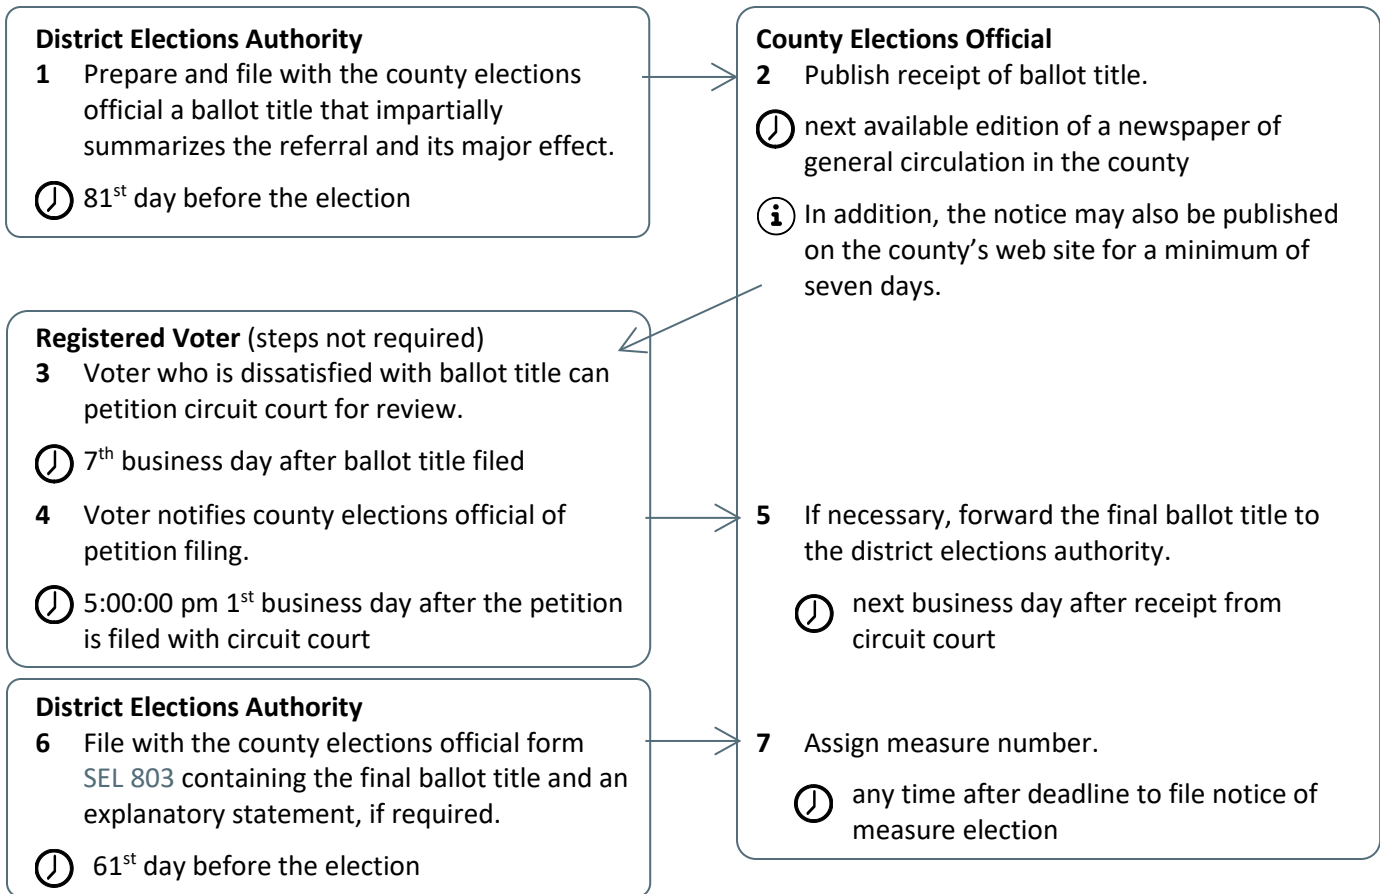 District Elections Authority
1 Prepare and file with the county elections
official a ballot title that impartially
summarizes the referral and its major effect.
81st day before the election
County Elections Official
2 Publish receipt of ballot title.
next available edition of a newspaper of
general circulation in the county
In addition, the notice may also be published
on the county’s web site for a minimum of
seven days.
Registered Voter (steps not required)
3 Voter who is dissatisfied with ballot title can
petition circuit court for review.
7th business day after ballot title filed
4 Voter notifies county elections official of
petition filing.
5:00:00 pm 1st business day after the petition
is filed with circuit court
5 If necessary, forward the final ballot title to
the district elections authority.
next business day after receipt from
circuit court
District Elections Authority
6 File with the county elections official form
SEL 803 containing the final ballot title and an
explanatory statement, if required.
61st day before the election
7 Assign measure number.
any time after deadline to file notice of
measure election